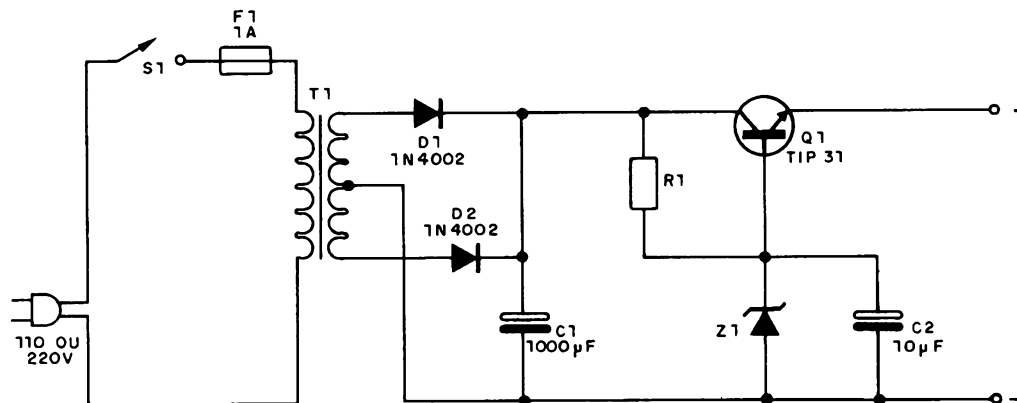 F1
1A
S1
T1
D1
1N4002
Q1
TIP 31
R1
D2
1N4002
110 OU
220V
C1
1000µF
Z1
C2
10µF